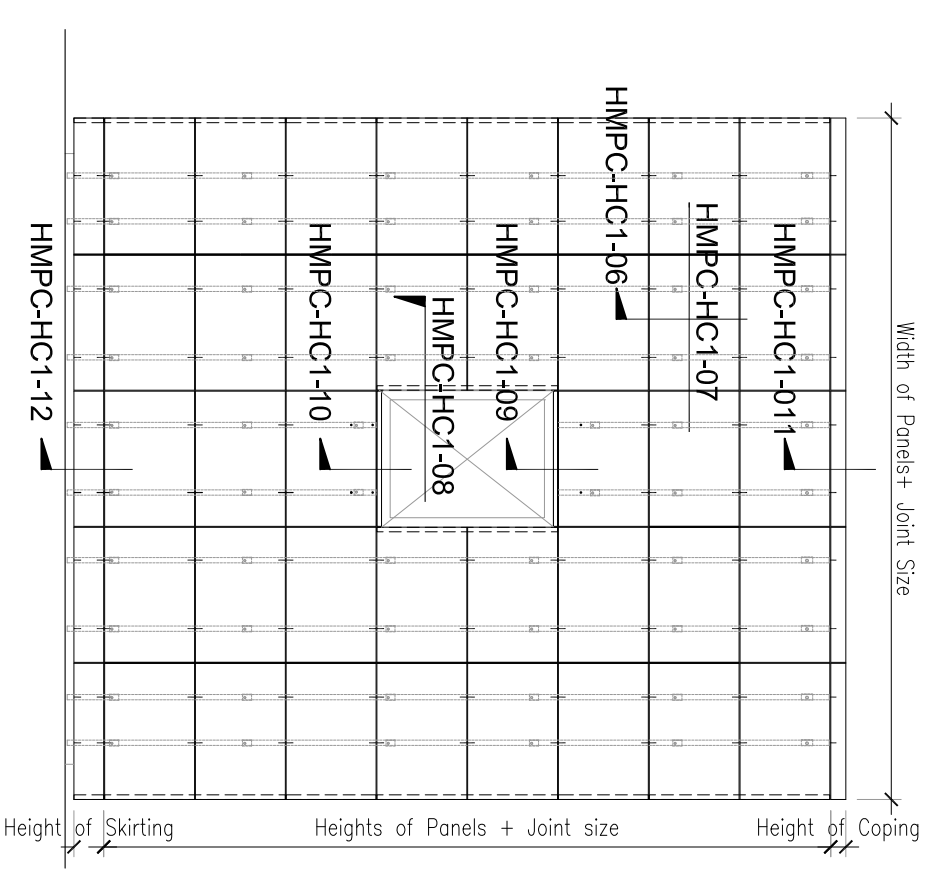 HMPC-HC1-06
HMPC-HC1-07
HMPC-HC1-011
HMPC-HC1-12
HMPC-HC1-10
HMPC-HC1-08
HMPC-HC1-09
Width of Panels+ Joint Size
Height of Skirting
Heights of Panels + Joint size
Height of Coping